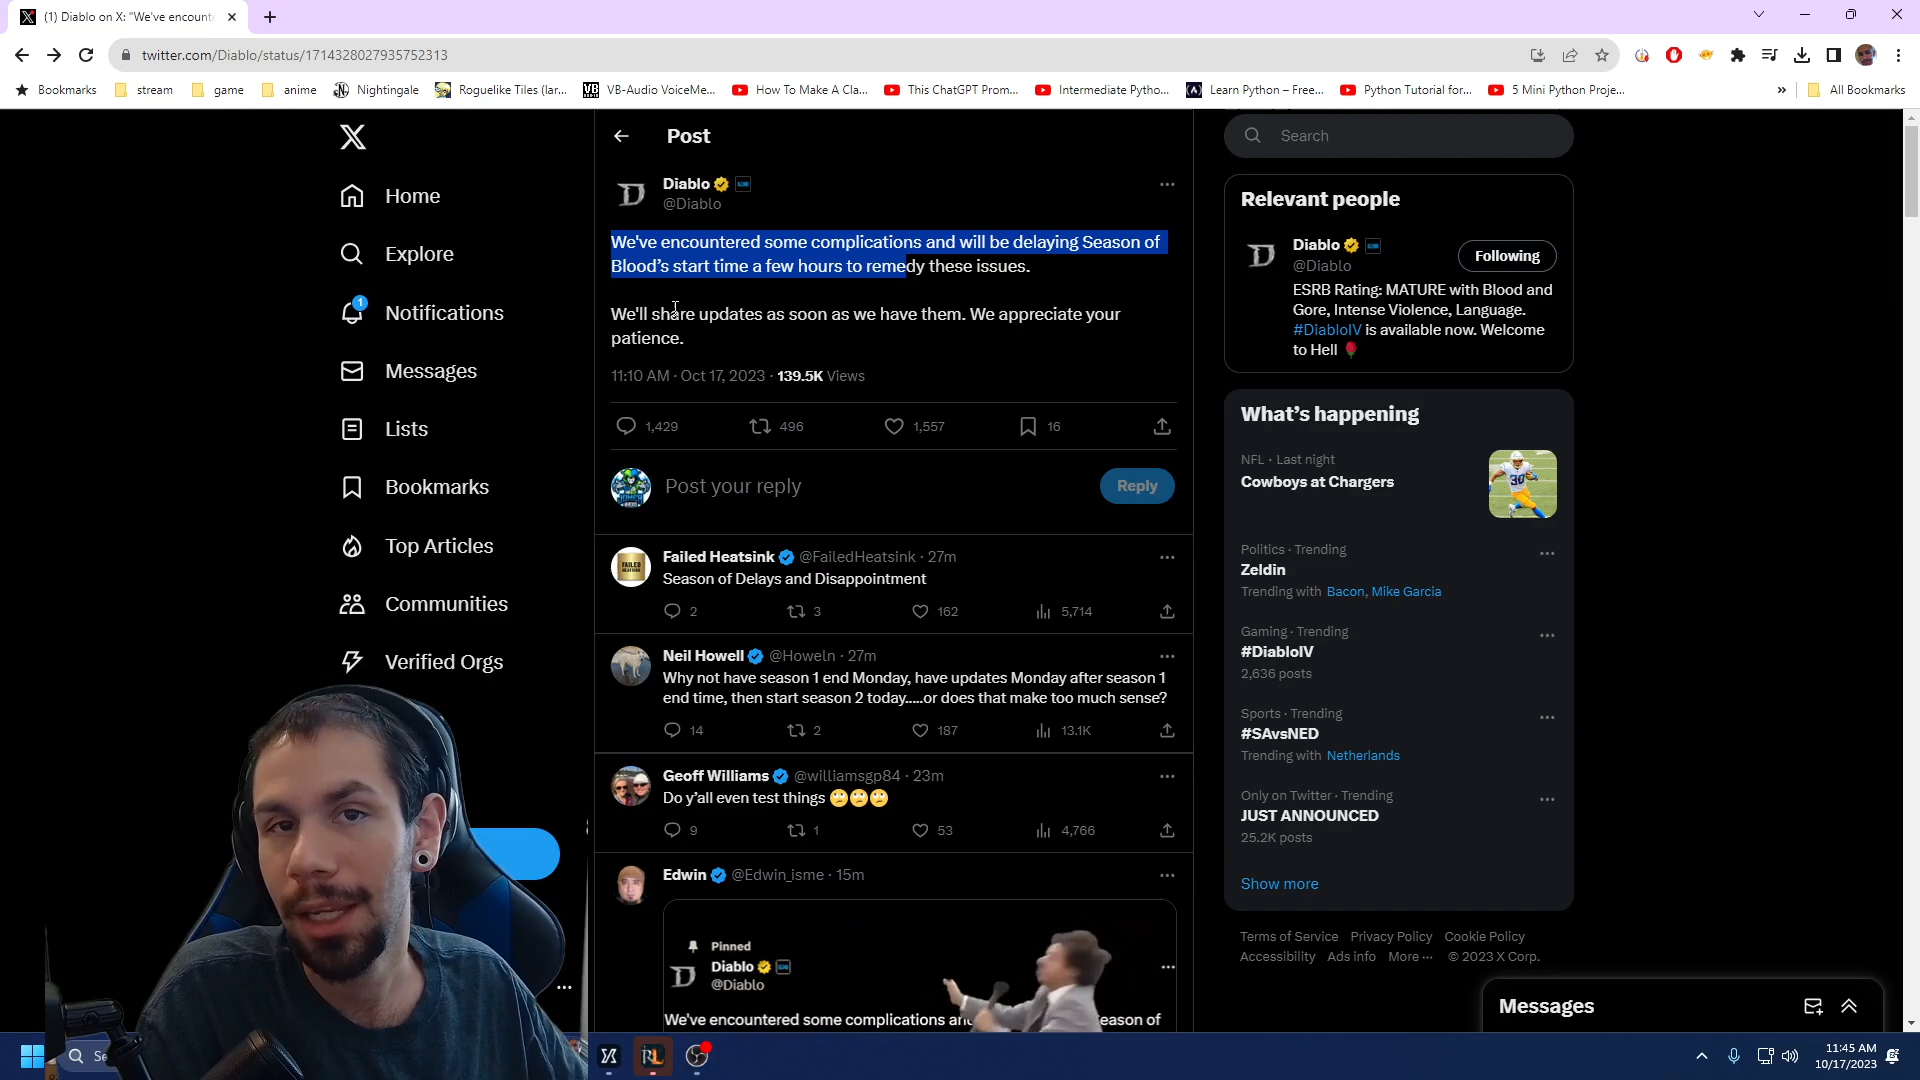 (1) Diablo on X: "We've encount
twitter.com/Diablo/status/1714328027935752313
Bookmarks
stream
game
anime
Nightingale
Roguelike Tiles (lar...
VB-Audio VoiceMe...
How To Make A Cla...
This ChatGPT Prom...
Intermediate Pytho...
Learn Python – Free...
Python Tutorial for...
5 Mini Python Proje...
All Bookmarks
Home
Explore
1
Notifications
Messages
Lists
Bookmarks
Top Articles
Communities
Verified Orgs
Post
Diablo
@Diablo
We've encountered some complications and will be delaying Season of
Blood's start time a few hours to remedy these issues.
We'll share updates as soon as we have them. We appreciate your
patience.
11:10 AM · Oct 17, 2023 · 139.5K Views
1,429 496 1,557 16
Post your reply
Reply
Failed Heatsink @FailedHeatsink · 27m
Season of Delays and Disappointment
2 3 162 5,714
Neil Howell @Howeln · 27m
Why not have season 1 end Monday, have updates Monday after season 1
end time, then start season 2 today.....or does that make too much sense?
14 2 187 13.1K
Geoff Williams @williamsgp84 · 23m
Do y'all even test things 🙄🙄🙄
9 1 53 4,766
Edwin @Edwin_isme · 15m
Pinned
Diablo
@Diablo
We've encountered some complications an
eason of
Search
Relevant people
Diablo
@Diablo
Following
ESRB Rating: MATURE with Blood and
Gore, Intense Violence, Language.
#DiabloIV is available now. Welcome
to Hell 🌹
What's happening
NFL · Last night
Cowboys at Chargers
Politics · Trending
Zeldin
Trending with Bacon, Mike Garcia
Gaming · Trending
#DiabloIV
2,636 posts
Sports · Trending
#SAvsNED
Trending with Netherlands
Only on Twitter · Trending
JUST ANNOUNCED
25.2K posts
Show more
Terms of Service Privacy Policy Cookie Policy
Accessibility Ads info More ··· © 2023 X Corp.
Messages
Se
11:45 AM
10/17/2023